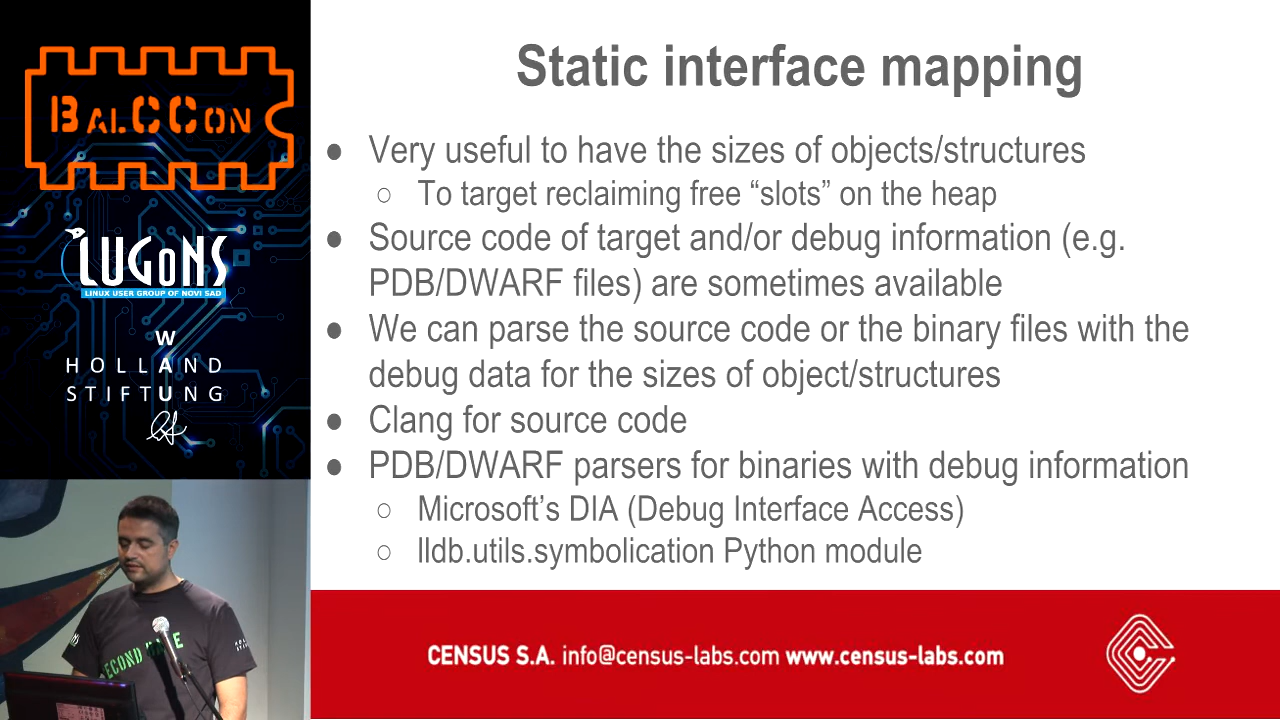 BALCCON
LUGONS
LINUX USER GROUP OF NOVI SAD
W
HOLLAND
STIFTUNG
Static interface mapping
● Very useful to have the sizes of objects/structures
○ To target reclaiming free “slots” on the heap
● Source code of target and/or debug information (e.g.
PDB/DWARF files) are sometimes available
● We can parse the source code or the binary files with the
debug data for the sizes of object/structures
● Clang for source code
● PDB/DWARF parsers for binaries with debug information
○ Microsoft’s DIA (Debug Interface Access)
○ lldb.utils.symbolication Python module
CENSUS S.A. info@census-labs.com www.census-labs.com